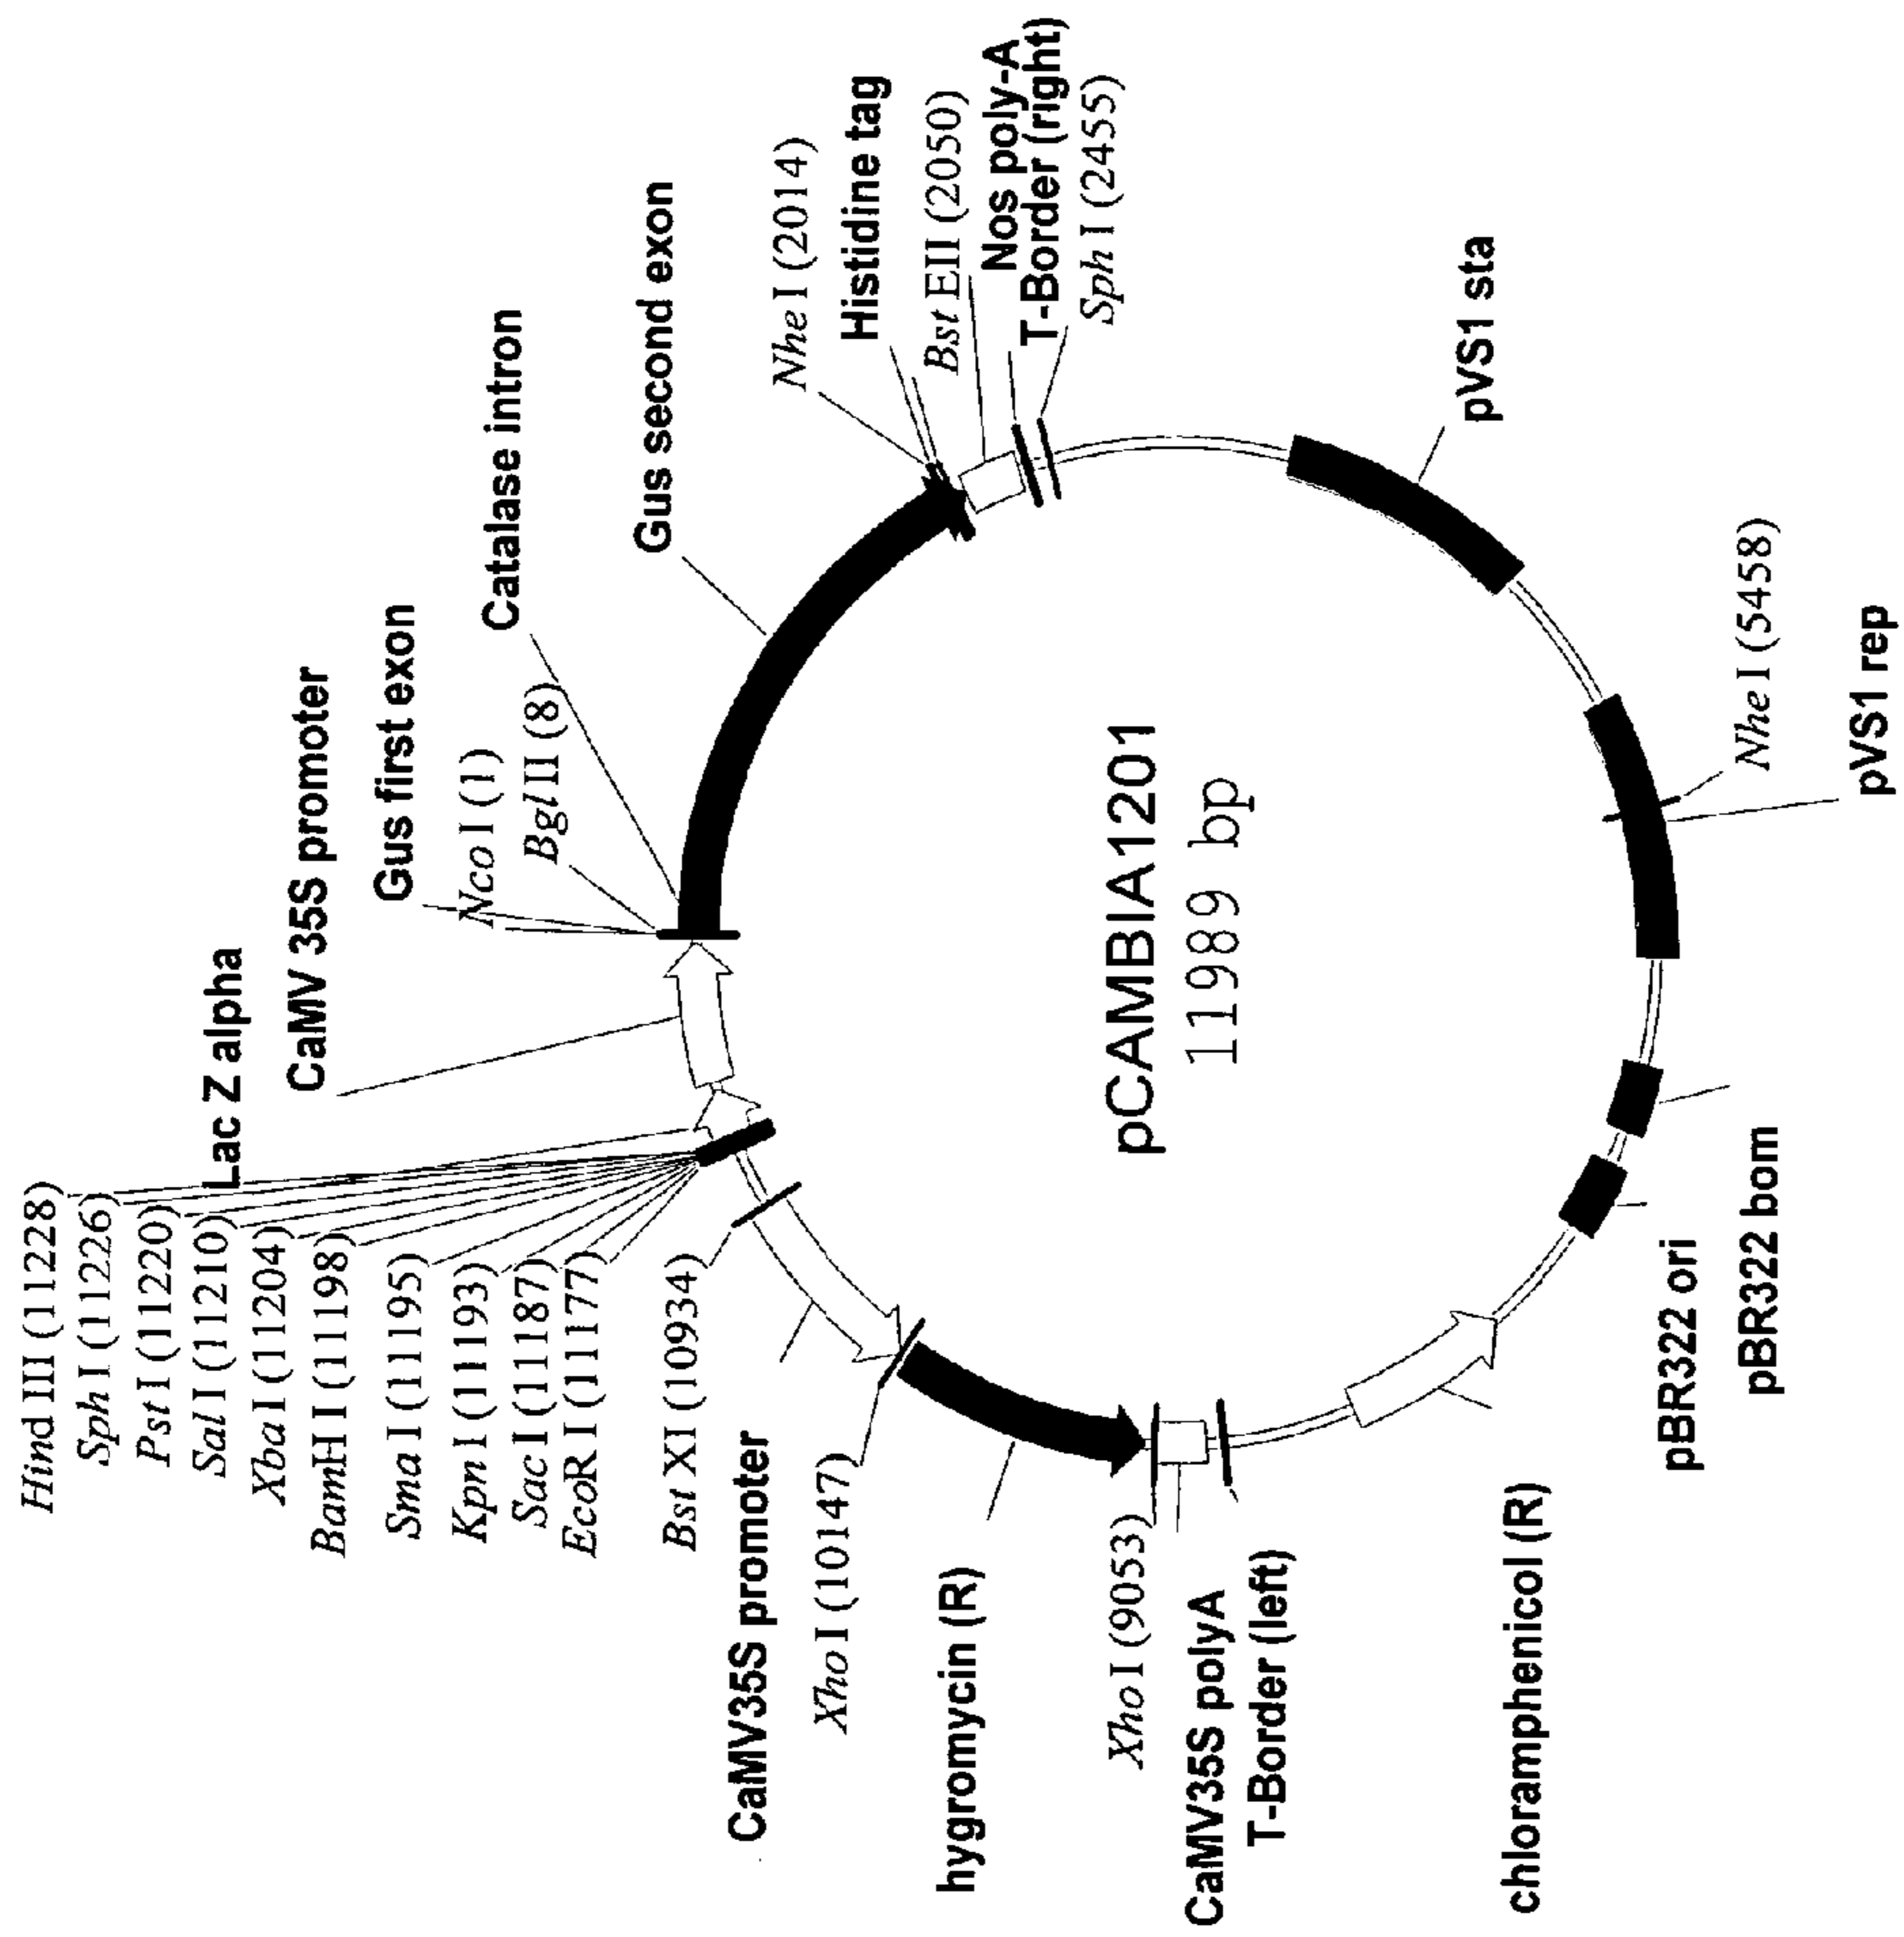 Hind III (11228)
Sph I (11226)
Pst I (11220)
Sal I (11210)
Xba I (11204)
BamH I (11198)
Sma I (11195)
Kpn I (11193)
Sac I (11187)
EcoR I (11177)
Bst XI (10934)
CaMV35S promoter
Xho I (10147)
hygromycin (R)
Xho I (9053)
CaMV35S polyA
T-Border (left)
chloramphenicol (R)
pBR322 ori
pBR322 bom
Lac Z alpha
CaMV 35S promoter
Gus first exon
Nco I (1)
Bgl II (8)
Catalase intron
Gus second exon
Nhe I (2014)
Histidine tag
Bst EII (2050)
Nos poly-A
T-Border (right)
Sph I (2455)
pVS1 sta
Nhe I (5458)
pVS1 rep
pCAMBIA1201
11989 bp